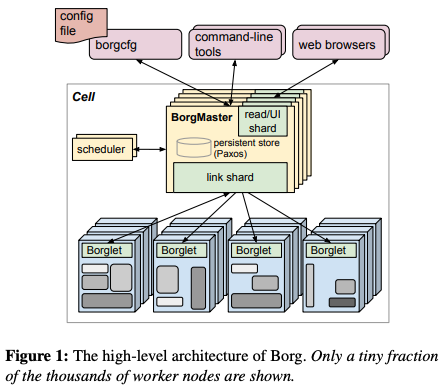 config
file
borgcfg
command-line
tools
web browsers
Cell
BorgMaster
read/UI
shard
persistent store
(Paxos)
scheduler
link shard
Borglet
Borglet
Borglet
Borglet
Figure 1: The high-level architecture of Borg. Only a tiny fraction
of the thousands of worker nodes are shown.